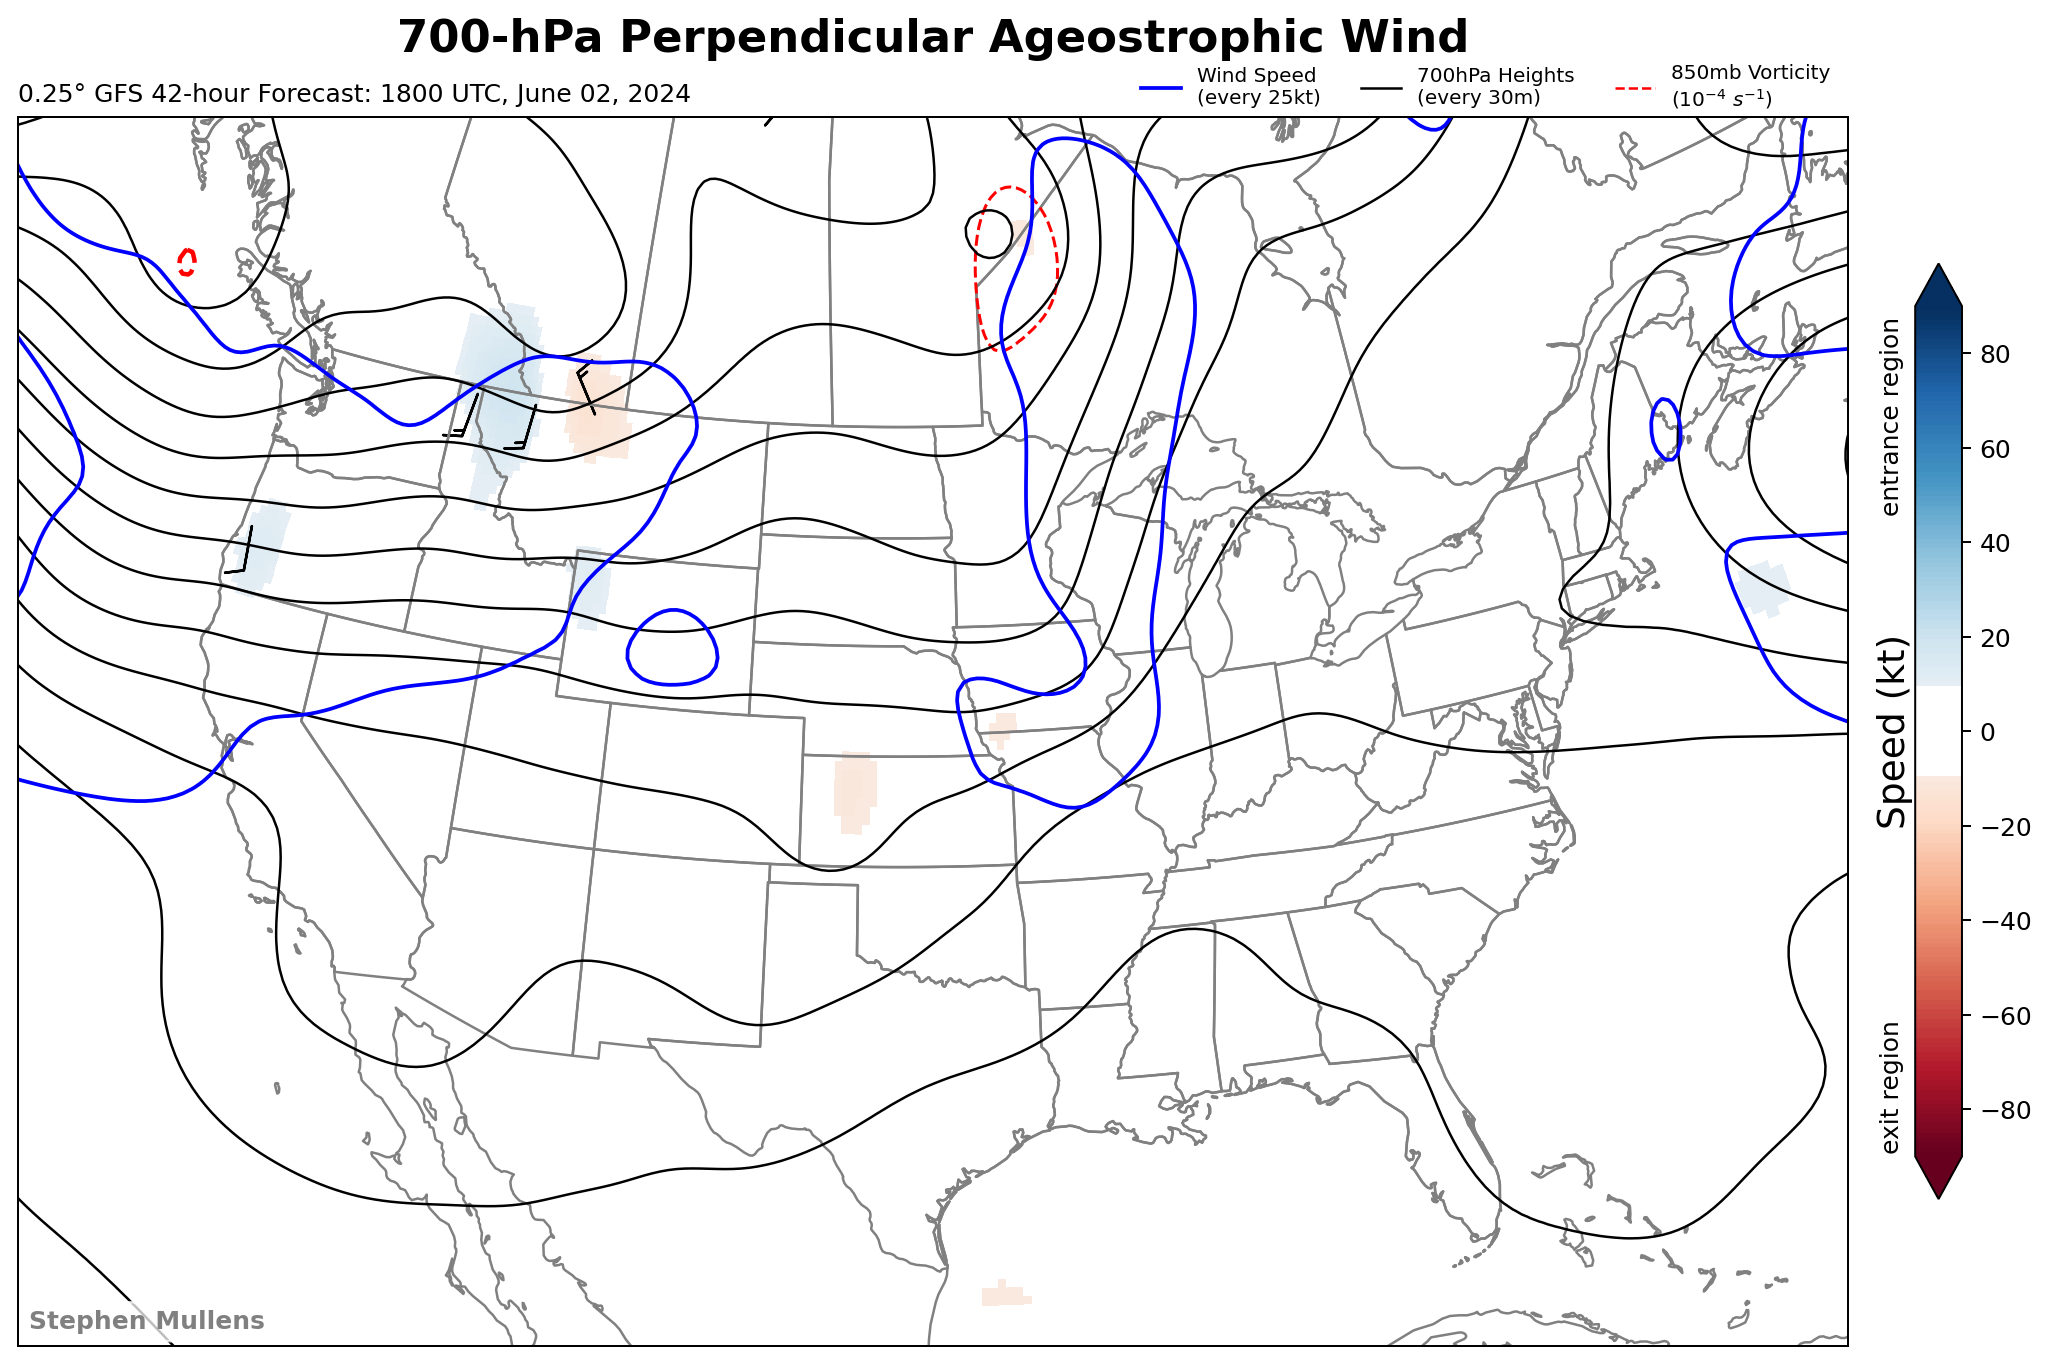 700-hPa Perpendicular Ageostrophic Wind
0.25° GFS 42-hour Forecast: 1800 UTC, June 02, 2024
Wind Speed
(every 25kt)
700hPa Heights
(every 30m)
850mb Vorticity
(10⁻⁴ s⁻¹)
entrance region
Speed (kt)
exit region
80
60
40
20
0
−20
−40
−60
−80
Stephen Mullens